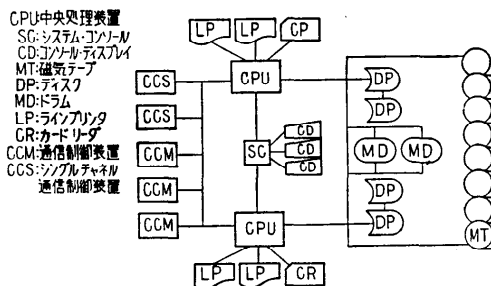 CPU:中央処理装置
SC:システム・コンソール
CD:コンソール・ディスプレイ
MT:磁気テープ
DP:ディスク
MD:ドラム
LP:ラインプリンタ
CR:カードリーダ
CCM:通信制御装置
CCS:シングルチャネル
通信制御装置
LP LP CP
CPU
CCS
CCS
CCM
CCM
CCM
SC
CD
CD
CD
CPU
LP LP CR
DP
DP
MD MD
DP
DP
MT